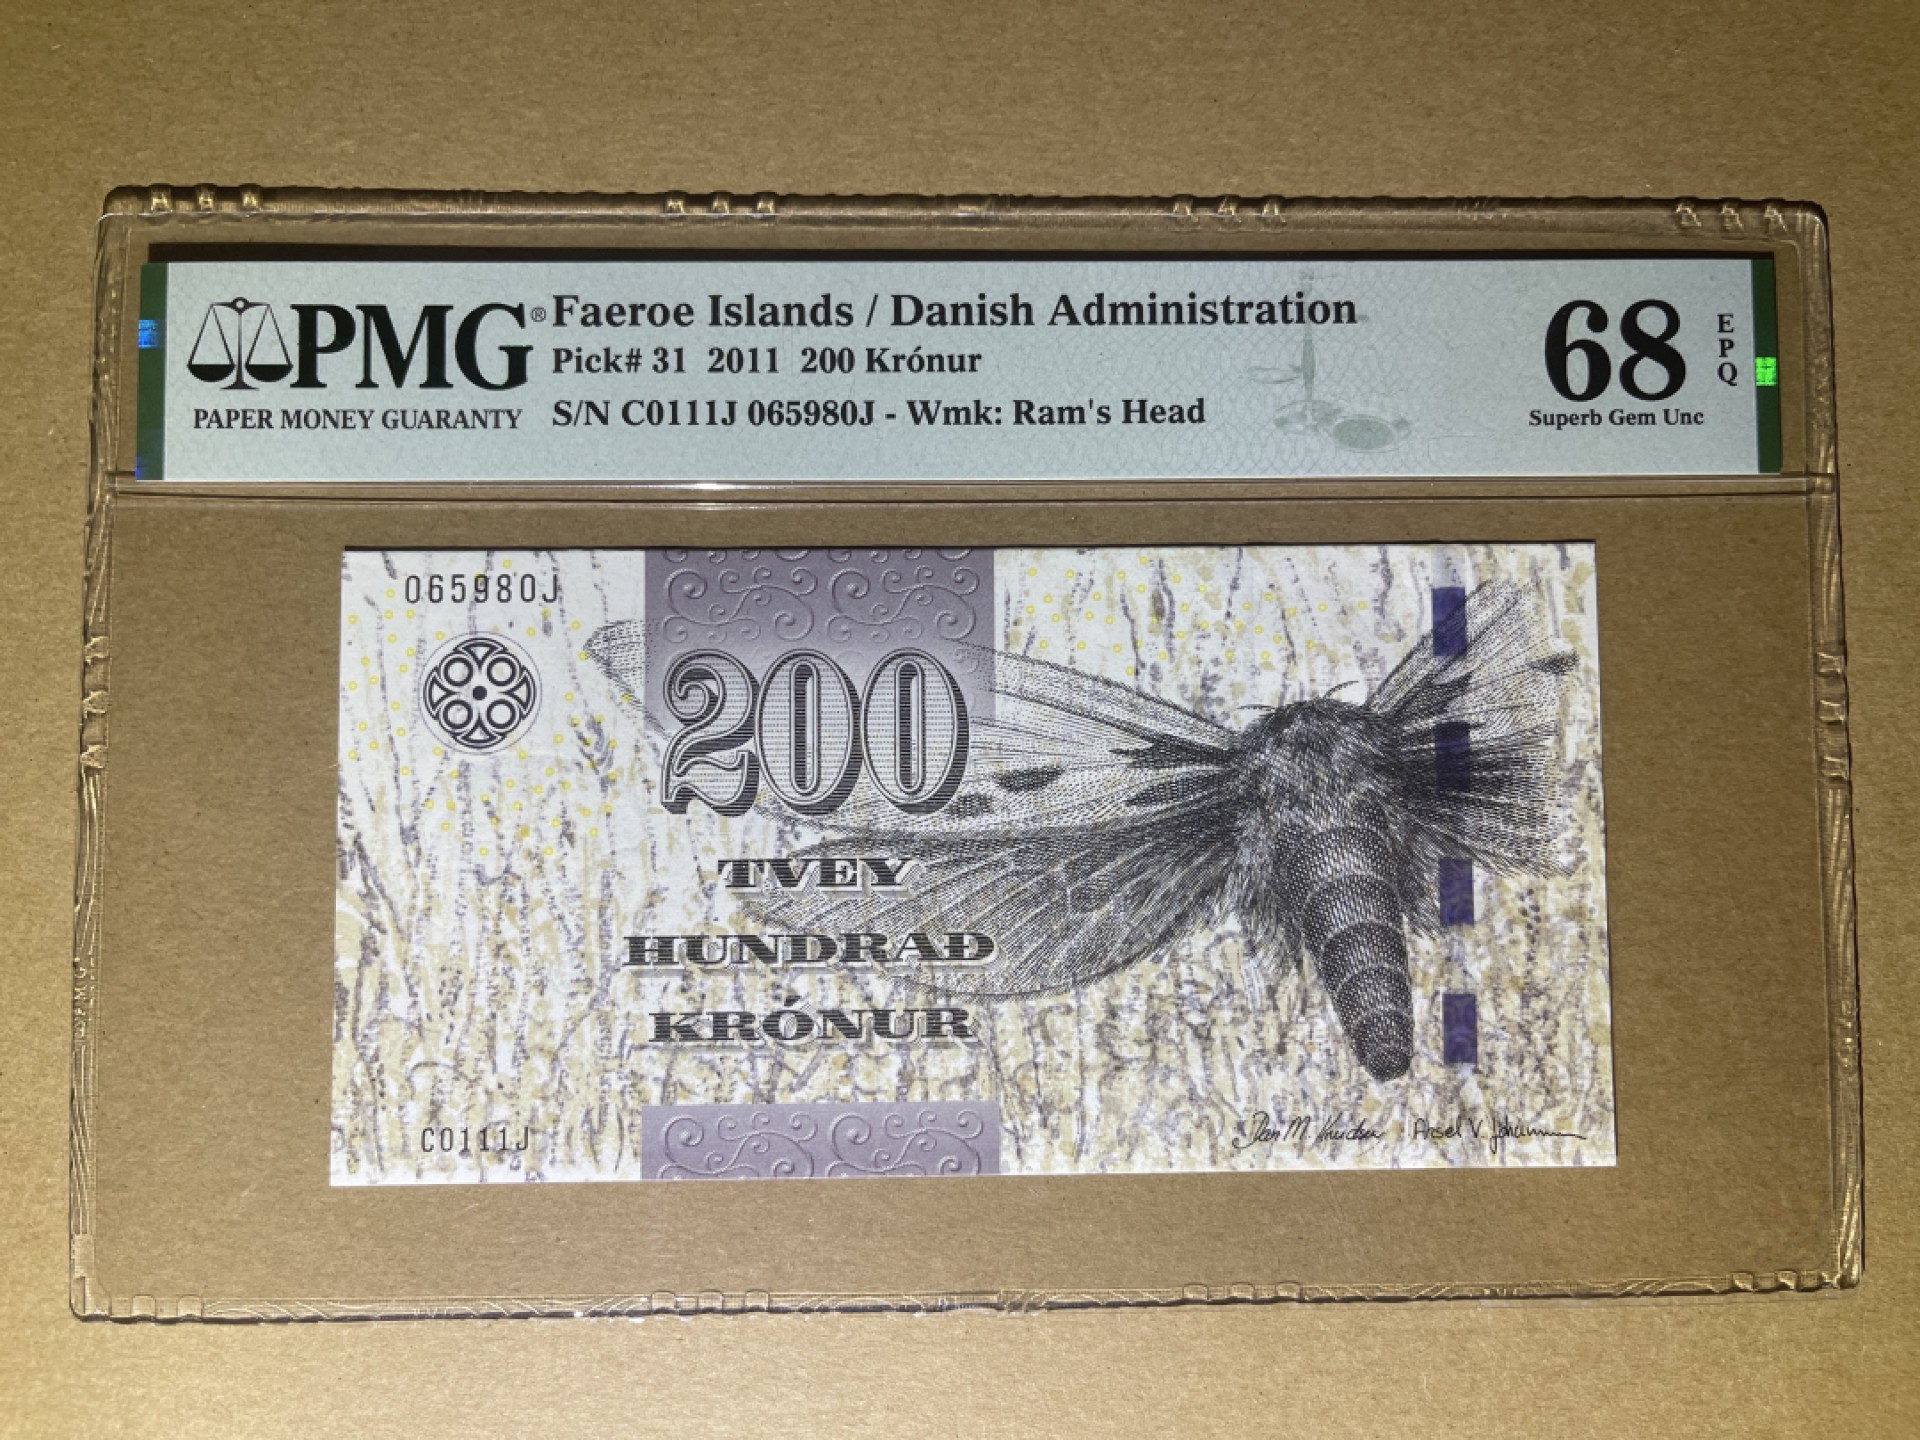 PMG®
PAPER MONEY GUARANTY
Faeroe Islands / Danish Administration
Pick# 31 2011 200 Krónur
S/N C0111J 065980J - Wmk: Ram's Head
68
EPQ
Superb Gem Unc
065980J
200
TVEY
HUNDRAÐ
KRÓNUR
C0111J